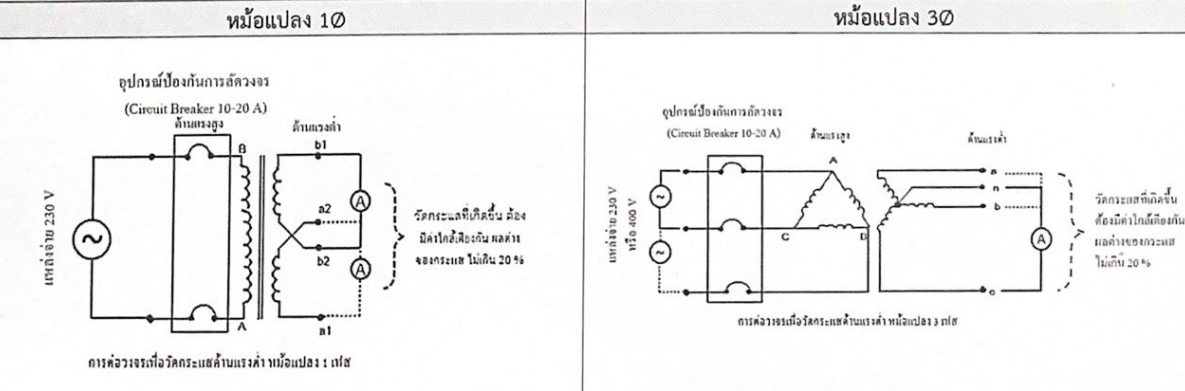 หม้อแปลง 1Ø
อุปกรณ์ป้องกันการลัดวงจร
(Circuit Breaker 10-20 A)
ด้านแรงสูง
ด้านแรงต่ำ
แหล่งจ่าย 230 V
B
A
b1
a2
b2
a1
A
A
วัดกระแสที่เกิดขึ้น ต้อง
มีค่าใกล้เคียงกัน ผลต่าง
ของกระแส ไม่เกิน 20 %
การต่อวงจรเพื่อวัดกระแสด้านแรงต่ำ หม้อแปลง 1 เฟส
หม้อแปลง 3Ø
อุปกรณ์ป้องกันการลัดวงจร
(Circuit Breaker 10-20 A)
ด้านแรงสูง
ด้านแรงต่ำ
แหล่งจ่าย 230 V
หรือ 400 V
A
C
B
a
n
b
c
A
วัดกระแสที่เกิดขึ้น
ต้องมีค่าใกล้เคียงกัน
ผลต่างของกระแส
ไม่เกิน 20 %
การต่อวงจรเพื่อวัดกระแสด้านแรงต่ำ หม้อแปลง 3 เฟส